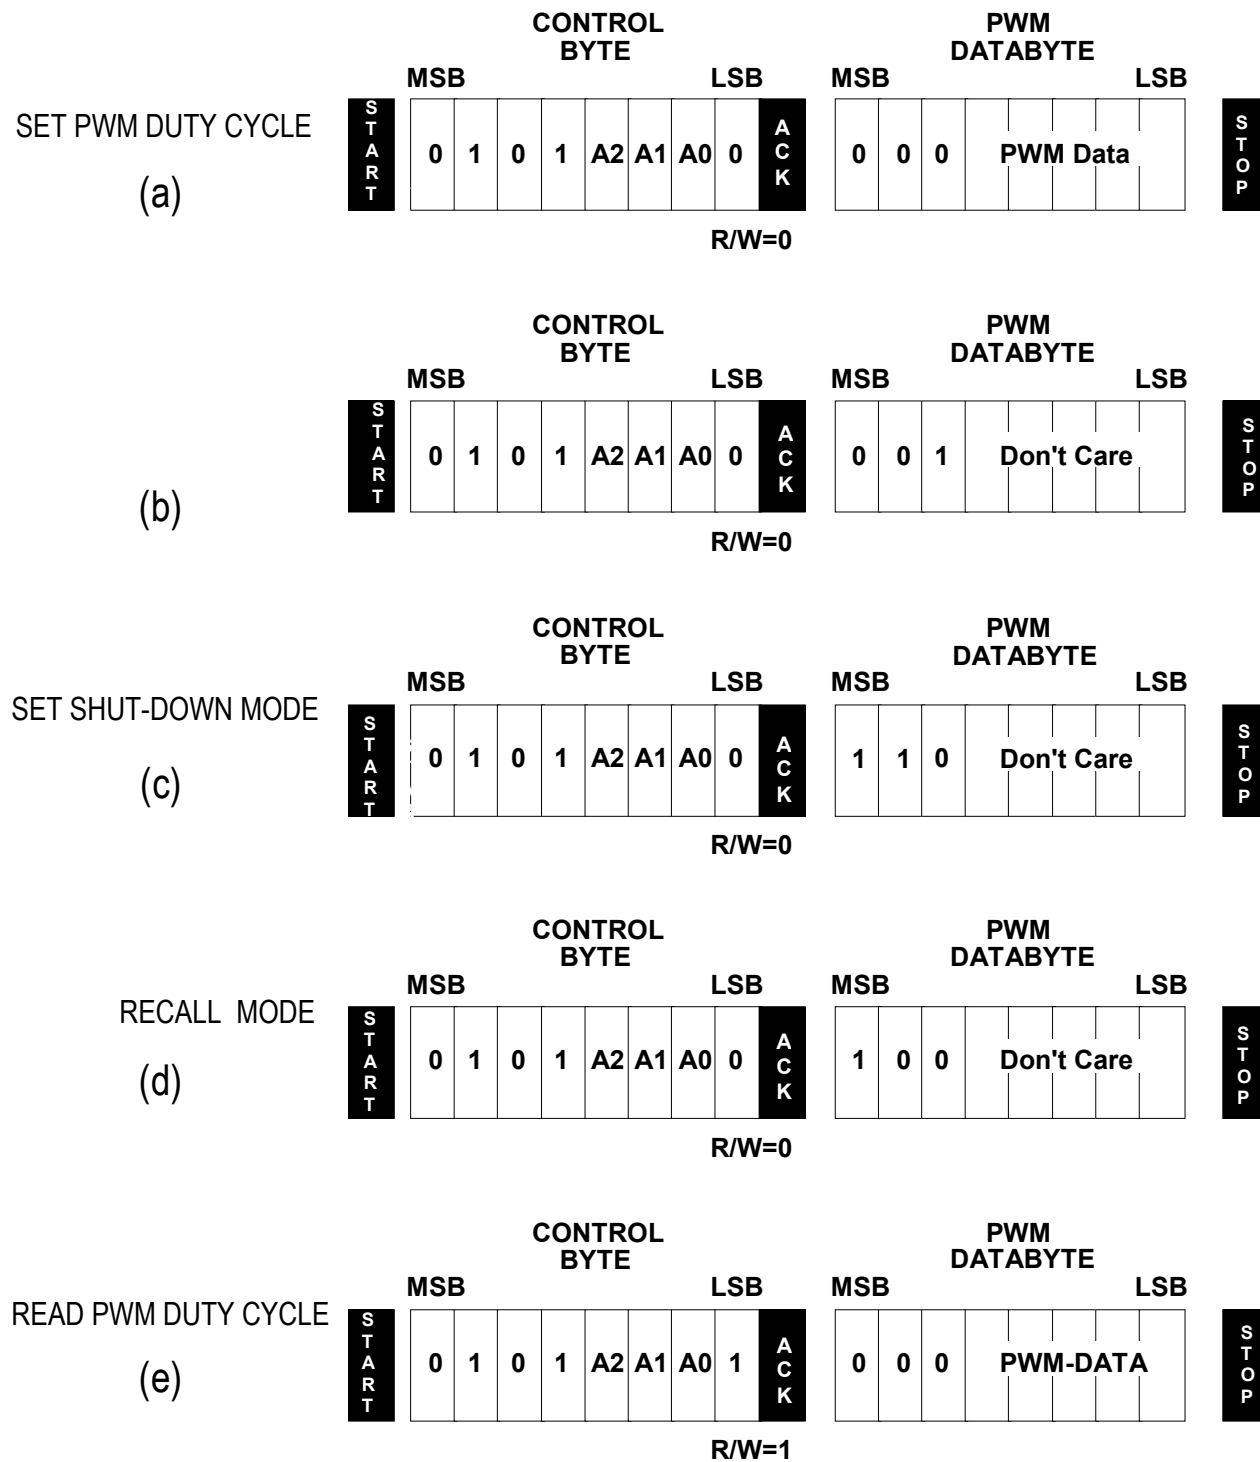 CONTROL BYTE PWM DATABYTE
MSB LSB MSB LSB
SET PWM DUTY CYCLE
(a)
START 0 1 0 1 A2 A1 A0 0 ACK 0 0 0 PWM Data STOP
R/W=0
CONTROL BYTE PWM DATABYTE
MSB LSB MSB LSB
(b)
START 0 1 0 1 A2 A1 A0 0 ACK 0 0 1 Don't Care STOP
R/W=0
CONTROL BYTE PWM DATABYTE
MSB LSB MSB LSB
SET SHUT-DOWN MODE
(c)
START 0 1 0 1 A2 A1 A0 0 ACK 1 1 0 Don't Care STOP
R/W=0
CONTROL BYTE PWM DATABYTE
MSB LSB MSB LSB
RECALL MODE
(d)
START 0 1 0 1 A2 A1 A0 0 ACK 1 0 0 Don't Care STOP
R/W=0
CONTROL BYTE PWM DATABYTE
MSB LSB MSB LSB
READ PWM DUTY CYCLE
(e)
START 0 1 0 1 A2 A1 A0 1 ACK 0 0 0 PWM-DATA STOP
R/W=1